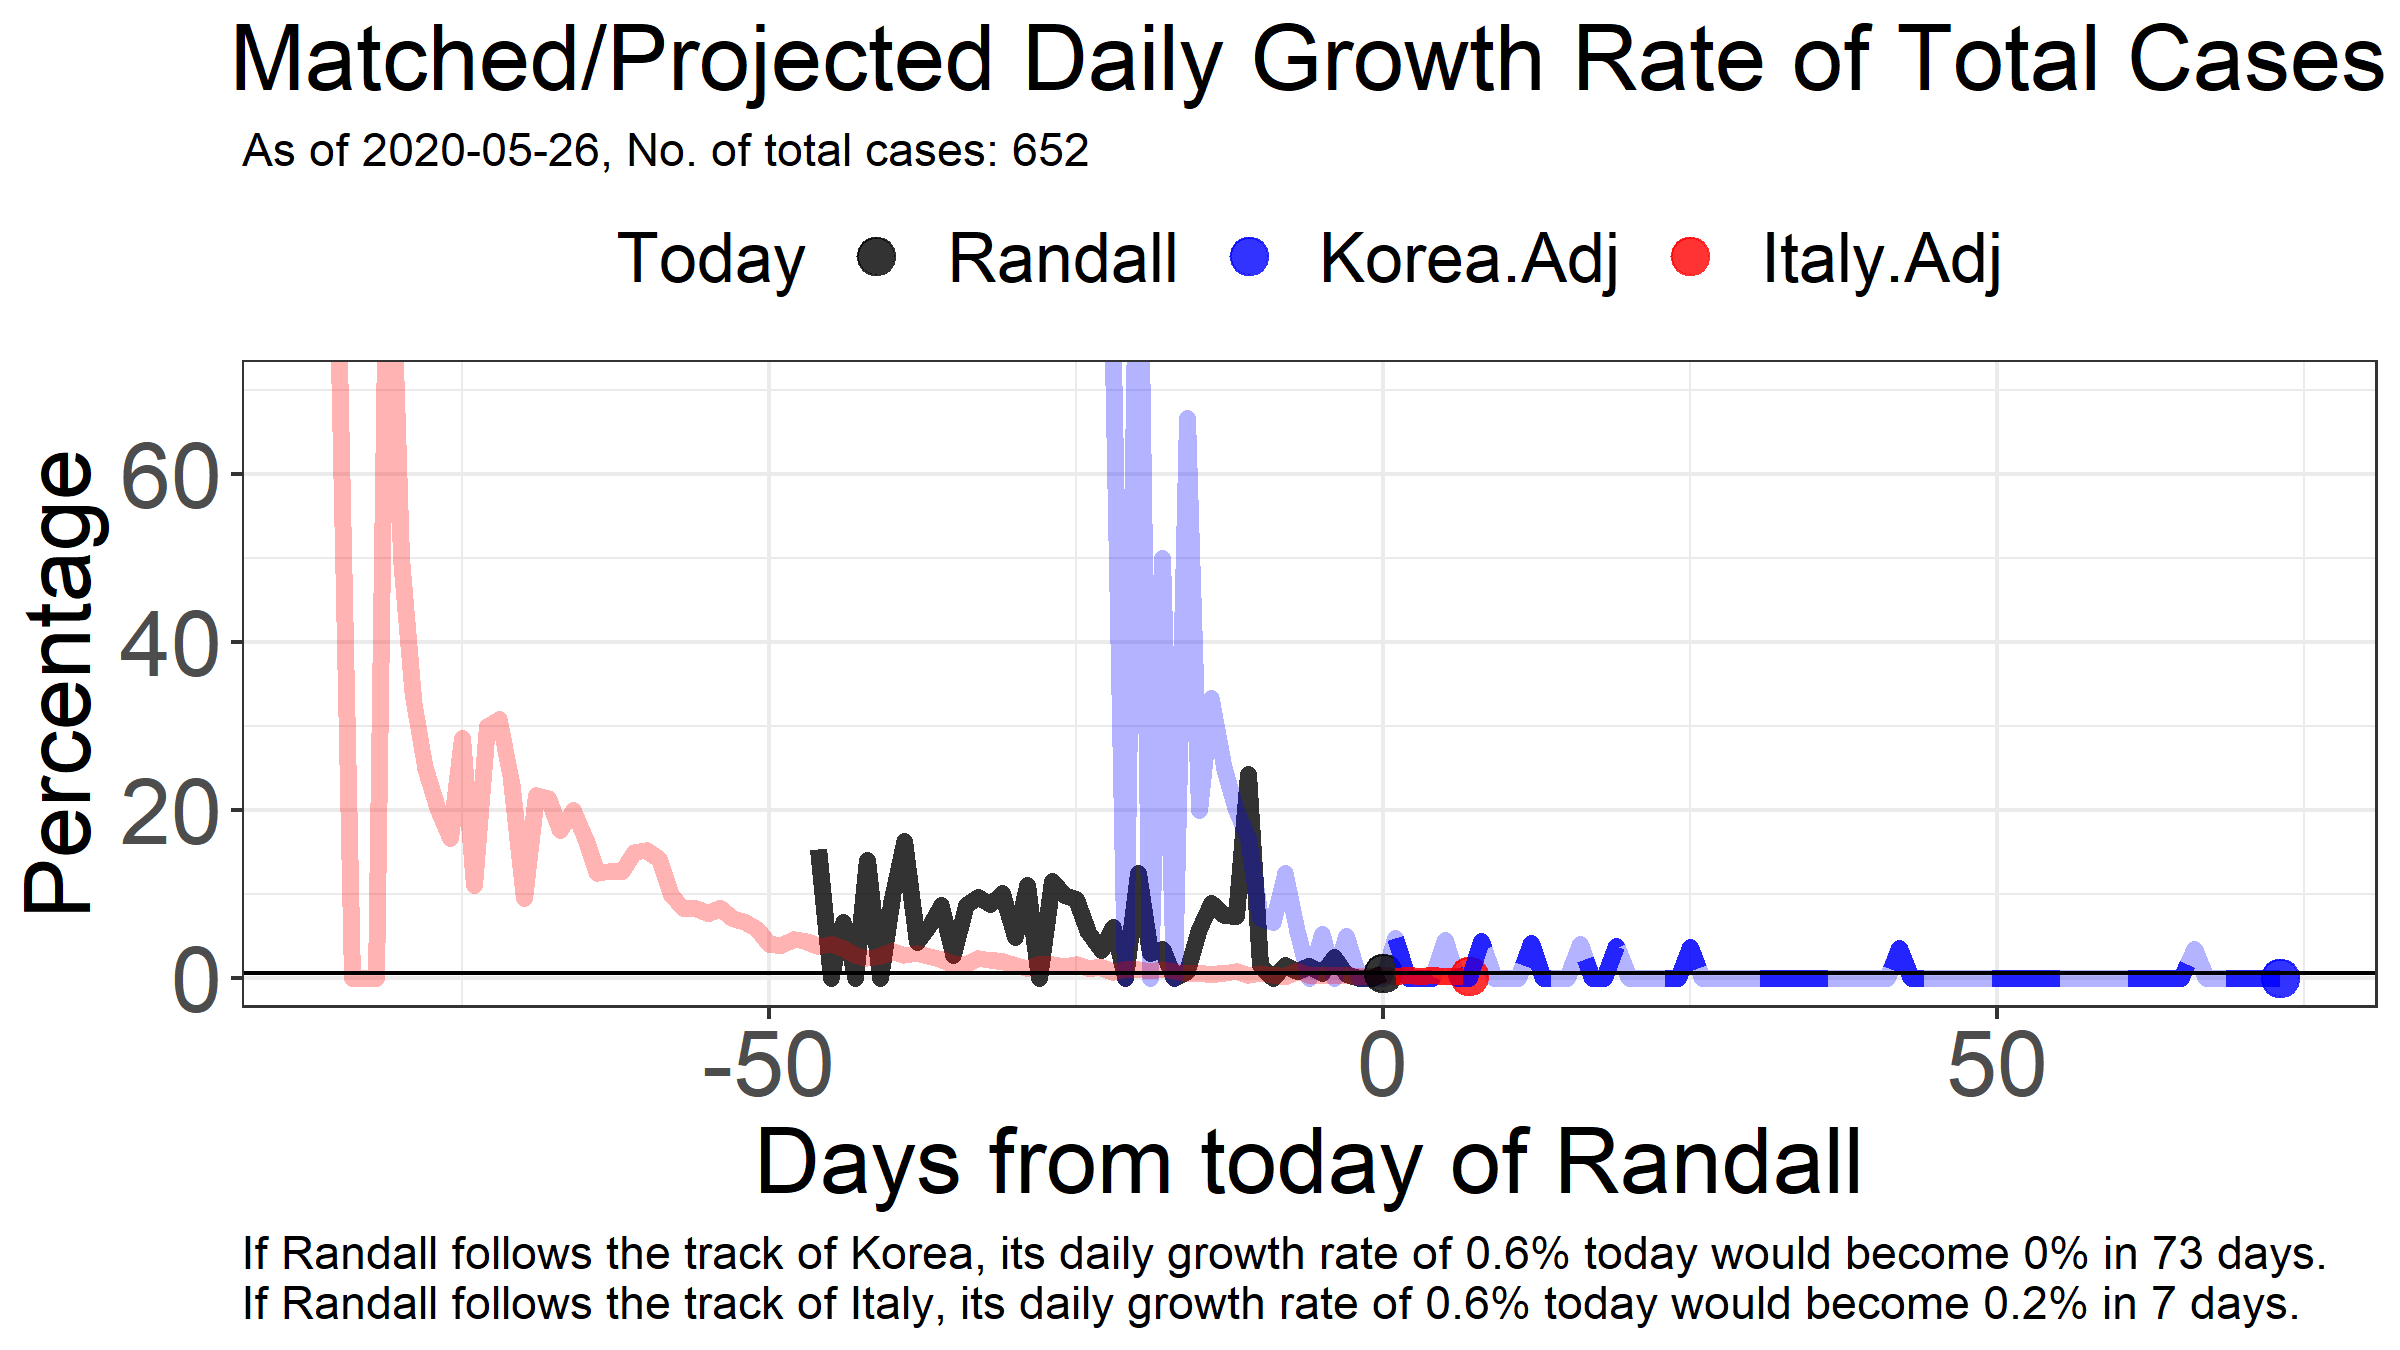 Matched/Projected Daily Growth Rate of Total Cases
As of 2020-05-26, No. of total cases: 652
Today Randall Korea.Adj Italy.Adj
Percentage
60
40
20
0
-50 0 50
Days from today of Randall
If Randall follows the track of Korea, its daily growth rate of 0.6% today would become 0% in 73 days.
If Randall follows the track of Italy, its daily growth rate of 0.6% today would become 0.2% in 7 days.